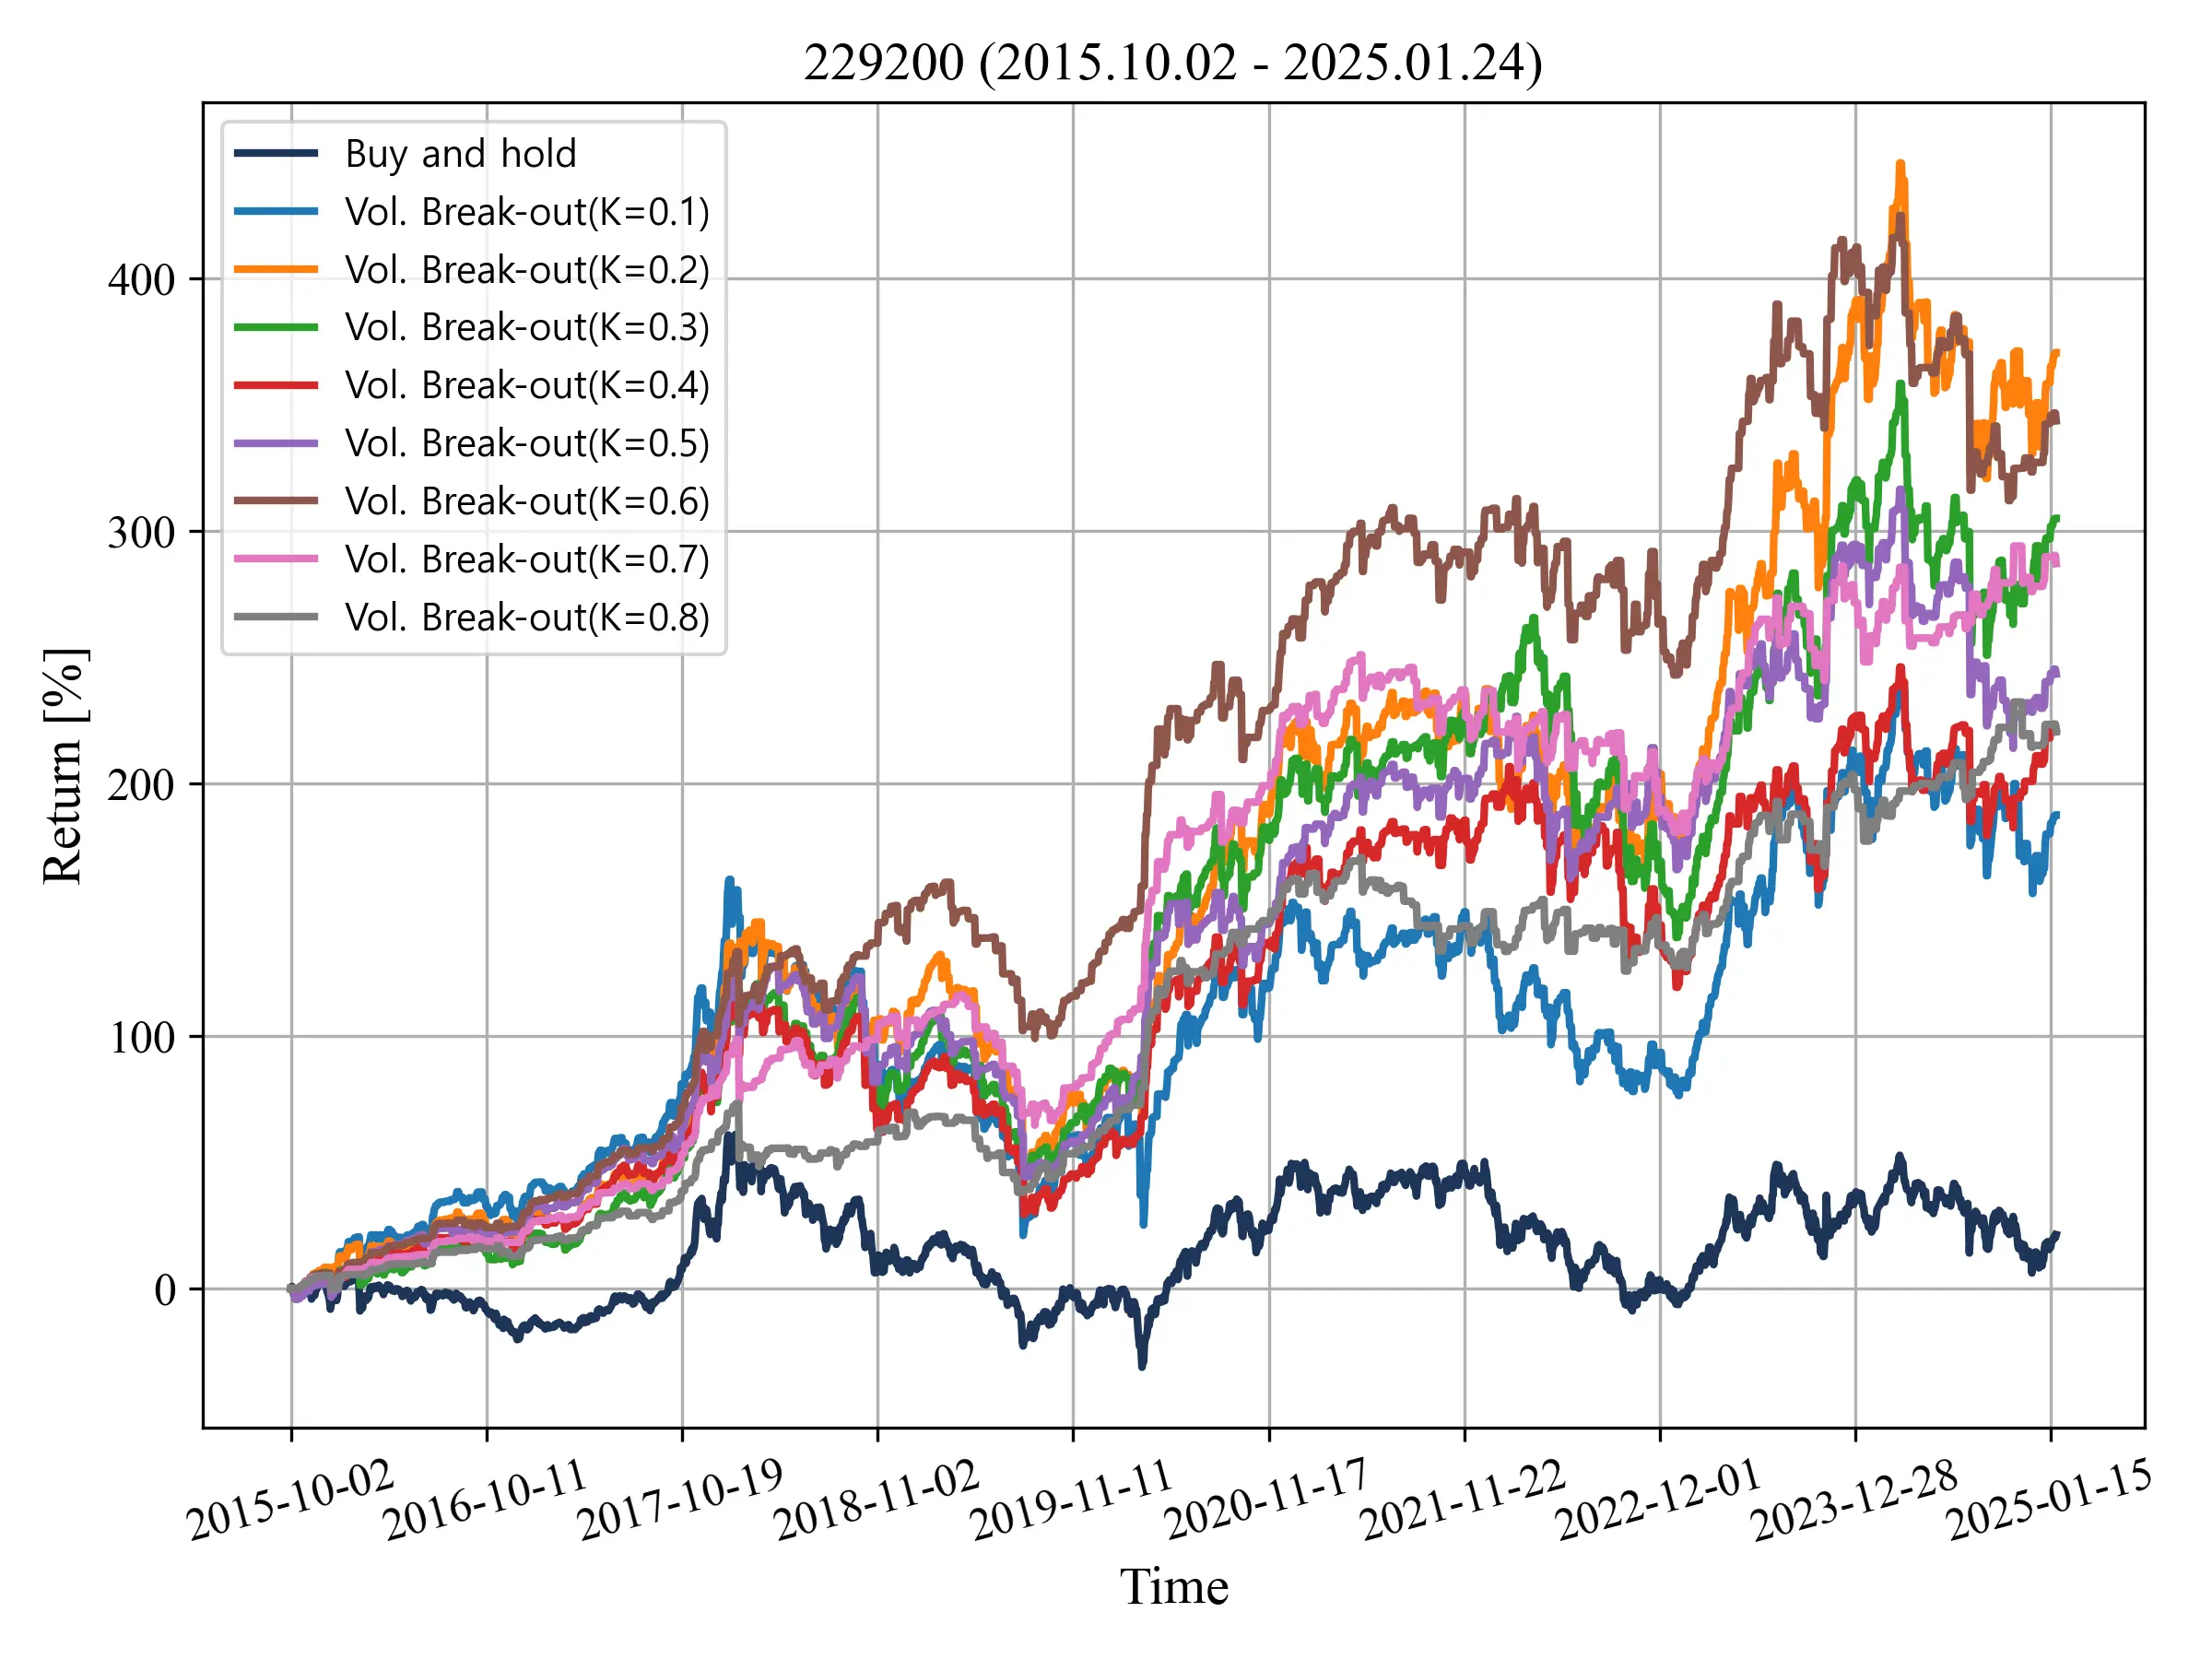 229200 (2015.10.02 - 2025.01.24)
Buy and hold
Vol. Break-out(K=0.1)
Vol. Break-out(K=0.2)
Vol. Break-out(K=0.3)
Vol. Break-out(K=0.4)
Vol. Break-out(K=0.5)
Vol. Break-out(K=0.6)
Vol. Break-out(K=0.7)
Vol. Break-out(K=0.8)
Return [%]
400
300
200
100
0
2015-10-02
2016-10-11
2017-10-19
2018-11-02
2019-11-11
2020-11-17
2021-11-22
2022-12-01
2023-12-28
2025-01-15
Time